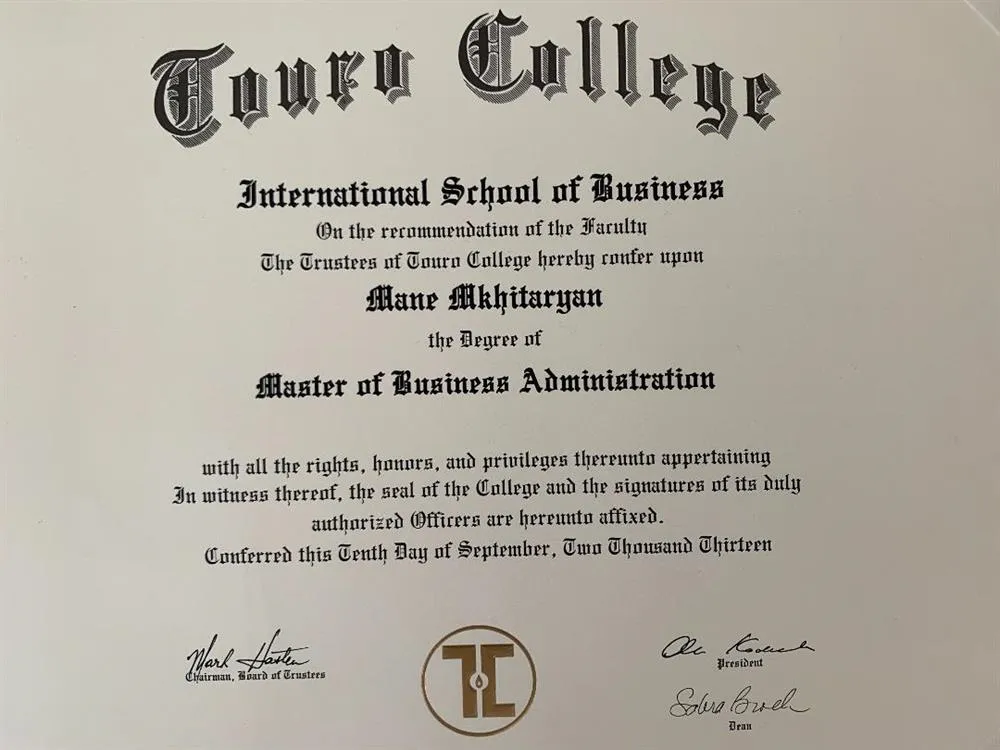 Touro College
International School of Business
On the recommendation of the Faculty
The Trustees of Touro College hereby confer upon
Mane Mkhitaryan
the Degree of
Master of Business Administration
with all the rights, honors, and privileges thereunto appertaining
In witness thereof, the seal of the College and the signatures of its duly
authorized Officers are hereunto affixed.
Conferred this Tenth Day of September, Two Thousand Thirteen
Mark Hasten
Chairman, Board of Trustees
TC
President
Dean